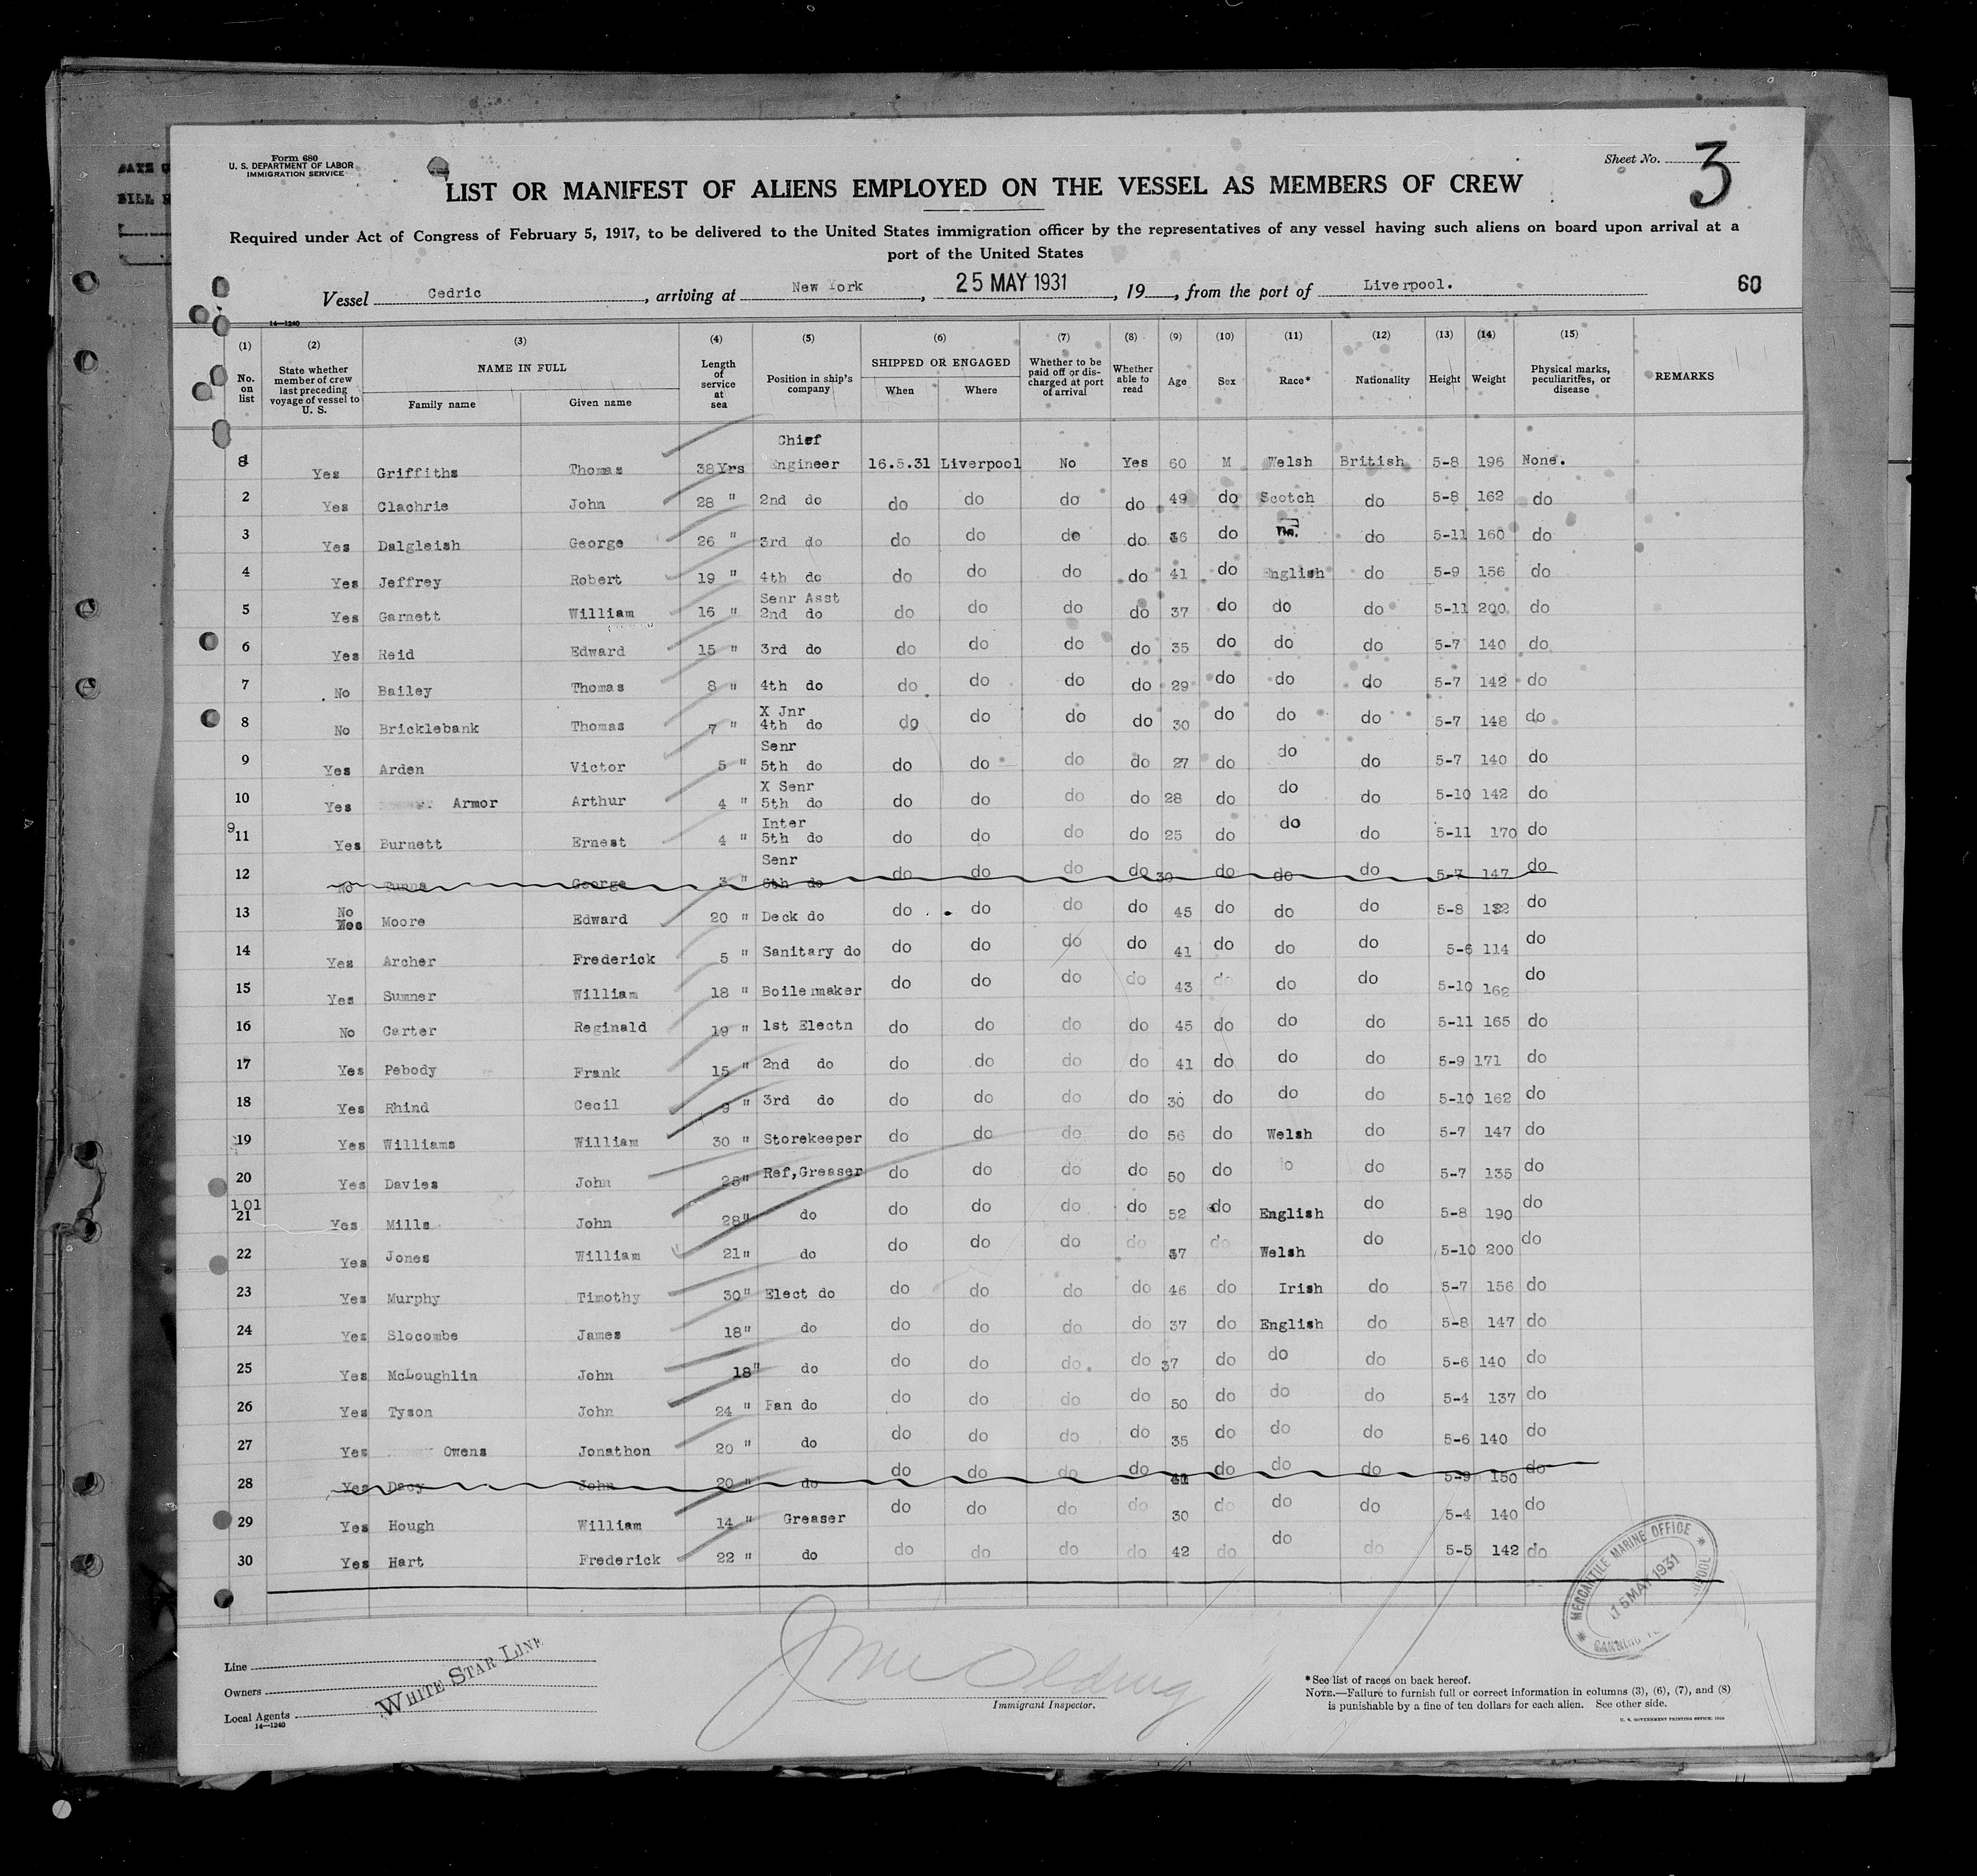 Form 680
U. S. DEPARTMENT OF LABOR
IMMIGRATION SERVICE
Sheet No. 3
LIST OR MANIFEST OF ALIENS EMPLOYED ON THE VESSEL AS MEMBERS OF CREW
Required under Act of Congress of February 5, 1917, to be delivered to the United States immigration officer by the representatives of any vessel having such aliens on board upon arrival at a
port of the United States
Vessel Cedric, arriving at New York, 25 MAY 1931, 19 , from the port of Liverpool. 60
14—1240
(1) (2) (3) (4) (5) (6) (7) (8) (9) (10) (11) (12) (13) (14) (15)
No. on list State whether member of crew last preceding voyage of vessel to U. S. NAME IN FULL Family name Given name Length of service at sea Position in ship's company SHIPPED OR ENGAGED When Where Whether to be paid off or discharged at port of arrival Whether able to read Age Sex Race* Nationality Height Weight Physical marks, peculiarities, or disease REMARKS
81 Yes Griffiths Thomas 38Yrs Chief Engineer 16.5.31 Liverpool No Yes 60 M Welsh British 5-8 196 None.
2 Yes Clachrie John 28 " 2nd do do do do do 49 do Scotch do 5-8 162 do
3 Yes Dalgleish George 26 " 3rd do do do do do 36 do do 5-11 160 do
4 Yes Jeffrey Robert 19 " 4th do do do do do 41 do English do 5-9 156 do
5 Yes Garnett William 16 " Senr Asst 2nd do do do do do 37 do do do 5-11 200 do
6 Yes Reid Edward 15 " 3rd do do do do do 35 do do do 5-7 140 do
7 No Bailey Thomas 8 " 4th do do do do do 29 do do do 5-7 142 do
8 No Bricklebank Thomas 7 " X Jnr 4th do do do do do 30 do do do 5-7 148 do
9 Yes Arden Victor 5 " Senr 5th do do do do do 27 do do do 5-7 140 do
10 Yes Armor Arthur 4 " X Senr 5th do do do do do 28 do do do 5-10 142 do
9 11 Yes Burnett Ernest 4 " Inter 5th do do do do do 25 do do do 5-11 170 do
12 No George 3 " Senr 6th do do do do do 30 do do do 5-7 147 do
13 No Moore Edward 20 " Deck do do do do do 45 do do do 5-8 132 do
14 Yes Archer Frederick 5 " Sanitary do do do do do 41 do do do 5-6 114 do
15 Yes Sumner William 18 " Boilermaker do do do do 43 do do do 5-10 162 do
16 No Carter Reginald 19 " 1st Electn do do do do 45 do do do 5-11 165 do
17 Yes Pebody Frank 15 " 2nd do do do do do 41 do do do 5-9 171 do
18 Yes Rhind Cecil 9 " 3rd do do do do do 30 do do do 5-10 162 do
19 Yes Williams William 30 " Storekeeper do do do do 56 do Welsh do 5-7 147 do
20 Yes Davies John 25" Ref,Greaser do do do do 50 do do do 5-7 135 do
101
21 Yes Mills John 28" do do do do do 52 do English do 5-8 190 do
22 Yes Jones William 21" do do do do do 37 do Welsh do 5-10 200 do
23 Yes Murphy Timothy 30" Elect do do do do do 46 do Irish do 5-7 156 do
24 Yes Slocombe James 18" do do do do do 37 do English do 5-8 147 do
25 Yes McLoughlin John 18" do do do do do 37 do do do 5-6 140 do
26 Yes Tyson John 24 " Fan do do do do do 50 do do do 5-4 137 do
27 Yes Owens Jonathon 20 " do do do do do 35 do do do 5-6 140 do
28 Yes Dacy John 20 " do do do do do do do do 5-9 150 do
29 Yes Hough William 14 " Greaser do do do do 30 do do do 5-4 140 do
30 Yes Hart Frederick 22 " do do do do do 42 do do do 5-5 142 do
MERCANTILE MARINE OFFICE
15 MAY 1931
Line
Owners
Local Agents
14—1240
WHITE STAR LINE
Immigrant Inspector.
*See list of races on back hereof.
NOTE.—Failure to furnish full or correct information in columns (3), (6), (7), and (8)
is punishable by a fine of ten dollars for each alien. See other side.
U. S. GOVERNMENT PRINTING OFFICE: